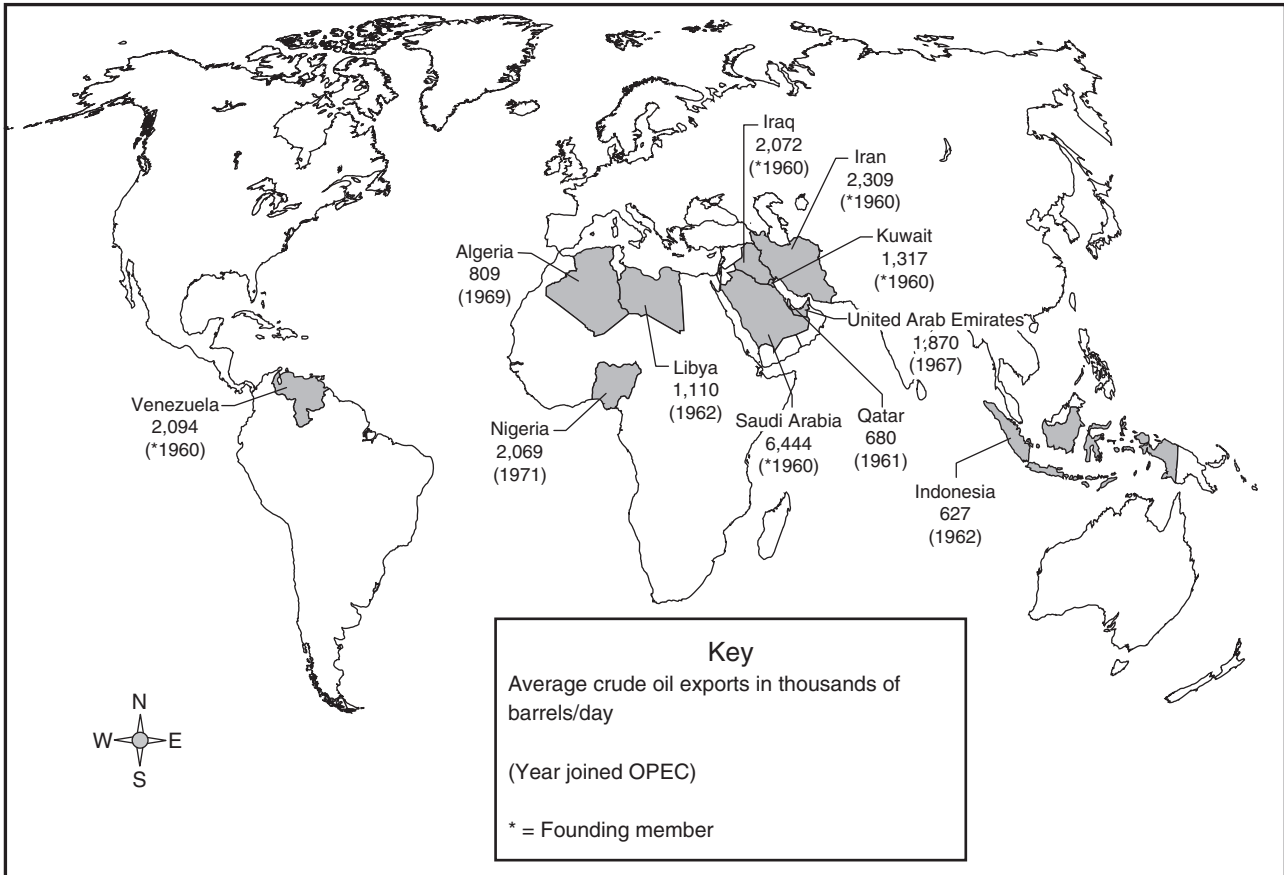 Iraq
2,072
(*1960)
Iran
2,309
(*1960)
Kuwait
1,317
(*1960)
Algeria
809
(1969)
United Arab Emirates
1,870
(1967)
Libya
1,110
(1962)
Venezuela
2,094
(*1960)
Nigeria
2,069
(1971)
Saudi Arabia
6,444
(*1960)
Qatar
680
(1961)
Indonesia
627
(1962)
Key
Average crude oil exports in thousands of
barrels/day
(Year joined OPEC)
* = Founding member
N
W E
S